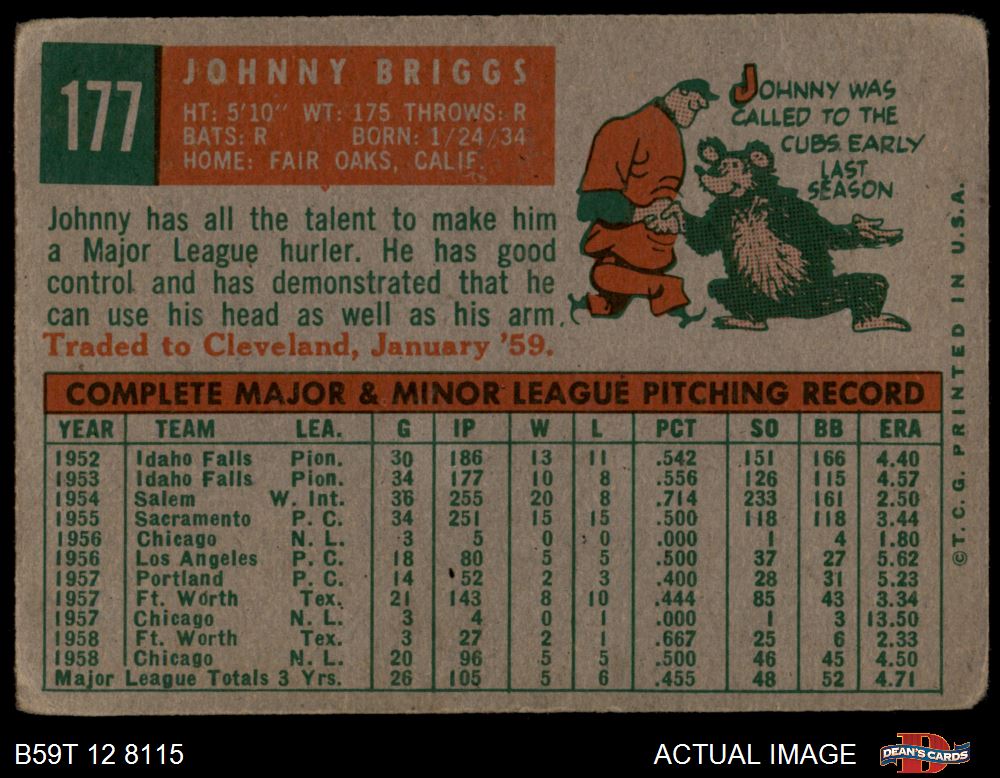 177
JOHNNY BRIGGS
HT: 5'10" WT: 175 THROWS: R
BATS: R BORN: 1/24/34
HOME: FAIR OAKS, CALIF.
JOHNNY WAS
CALLED TO THE
CUBS EARLY
LAST
SEASON
Johnny has all the talent to make him
a Major League hurler. He has good
control and has demonstrated that he
can use his head as well as his arm.
Traded to Cleveland, January '59.
COMPLETE MAJOR & MINOR LEAGUE PITCHING RECORD
YEAR TEAM LEA. G IP W L PCT SO BB ERA
1952 Idaho Falls Pion. 30 186 13 11 .542 151 166 4.40
1953 Idaho Falls Pion. 34 177 10 8 .556 126 115 4.57
1954 Salem W. Int. 36 255 20 8 .714 233 161 2.50
1955 Sacramento P. C. 34 251 15 15 .500 118 118 3.44
1956 Chicago N. L. 3 5 0 0 .000 1 4 1.80
1956 Los Angeles P. C. 18 80 5 5 .500 37 27 5.62
1957 Portland P. C. 14 52 2 3 .400 28 31 5.23
1957 Ft. Worth Tex. 21 143 8 10 .444 85 43 3.34
1957 Chicago N. L. 3 4 0 1 .000 1 3 13.50
1958 Ft. Worth Tex. 3 27 2 1 .667 25 6 2.33
1958 Chicago N. L. 20 96 5 5 .500 46 45 4.50
Major League Totals 3 Yrs. 26 105 5 6 .455 48 52 4.71
©T. C. G. PRINTED IN U.S.A.
B59T 12 8115
ACTUAL IMAGE
D
DEAN'S CARDS